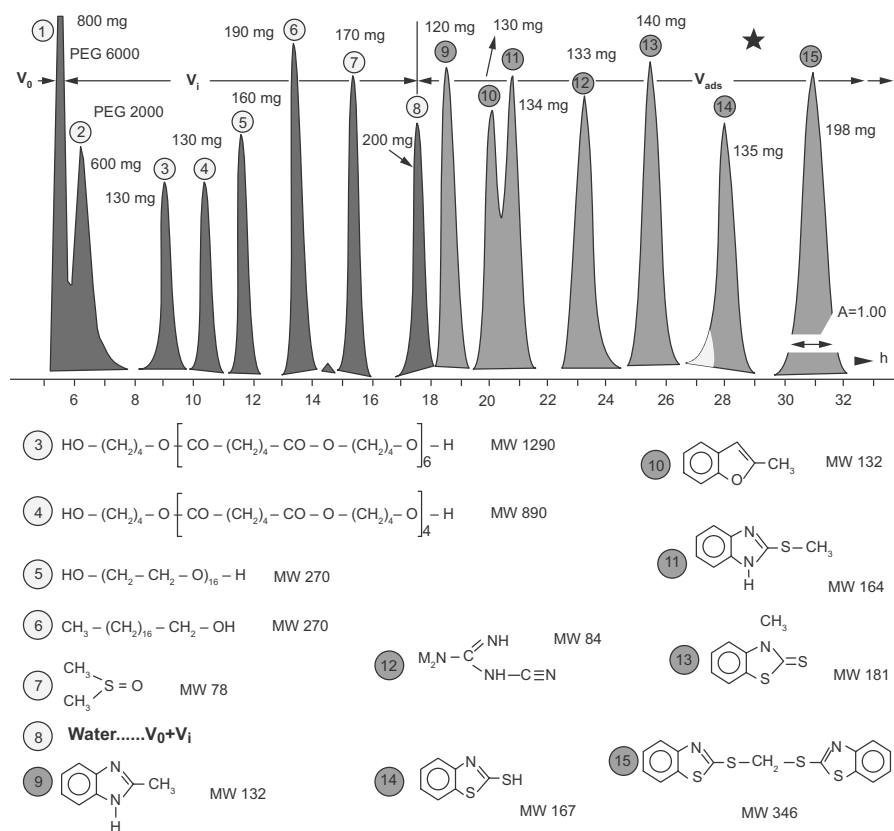 1 800 mg 190 mg 6 170 mg 120 mg 130 mg 133 mg 140 mg
PEG 6000 9 11 13 15
V0 Vi 7 Vads
PEG 2000 160 mg 8 10 134 mg 12 14
2 600 mg 130 mg 5 200 mg 135 mg 198 mg
130 mg 3 4
A=1.00
h
6 8 10 12 14 16 18 20 22 24 26 28 30 32
3 HO – (CH2)4 – O [ CO – (CH2)4 – CO – O – (CH2)4 – O ]6 – H MW 1290
4 HO – (CH2)4 – O [ CO – (CH2)4 – CO – O – (CH2)4 – O ]4 – H MW 890
5 HO – (CH2 – CH2 – O)16 – H MW 270
6 CH3 – (CH2)16 – CH2 – OH MW 270
7 CH3 CH3 S = O MW 78
8 Water......V0+Vi
9 N N H CH3 MW 132
10 O CH3 MW 132
11 N N H S – CH3 MW 164
12 M2N – C NH NH – C≡N MW 84
13 CH3 N S =S MW 181
14 N S SH MW 167
15 N S S – CH2 – S N S MW 346